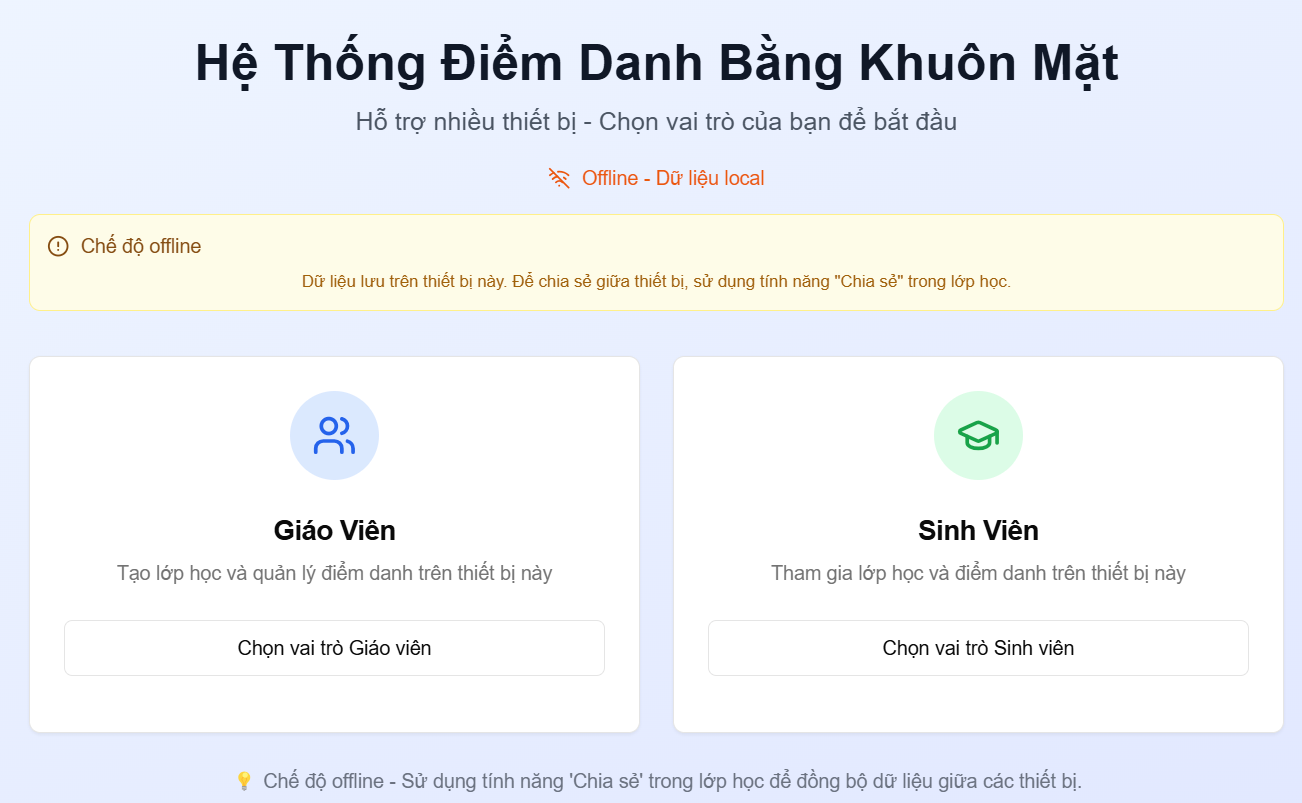 Hệ Thống Điểm Danh Bằng Khuôn Mặt
Hỗ trợ nhiều thiết bị - Chọn vai trò của bạn để bắt đầu
Offline - Dữ liệu local
Chế độ offline
Dữ liệu lưu trên thiết bị này. Để chia sẻ giữa thiết bị, sử dụng tính năng "Chia sẻ" trong lớp học.
Giáo Viên
Tạo lớp học và quản lý điểm danh trên thiết bị này
Chọn vai trò Giáo viên
Sinh Viên
Tham gia lớp học và điểm danh trên thiết bị này
Chọn vai trò Sinh viên
Chế độ offline - Sử dụng tính năng 'Chia sẻ' trong lớp học để đồng bộ dữ liệu giữa các thiết bị.